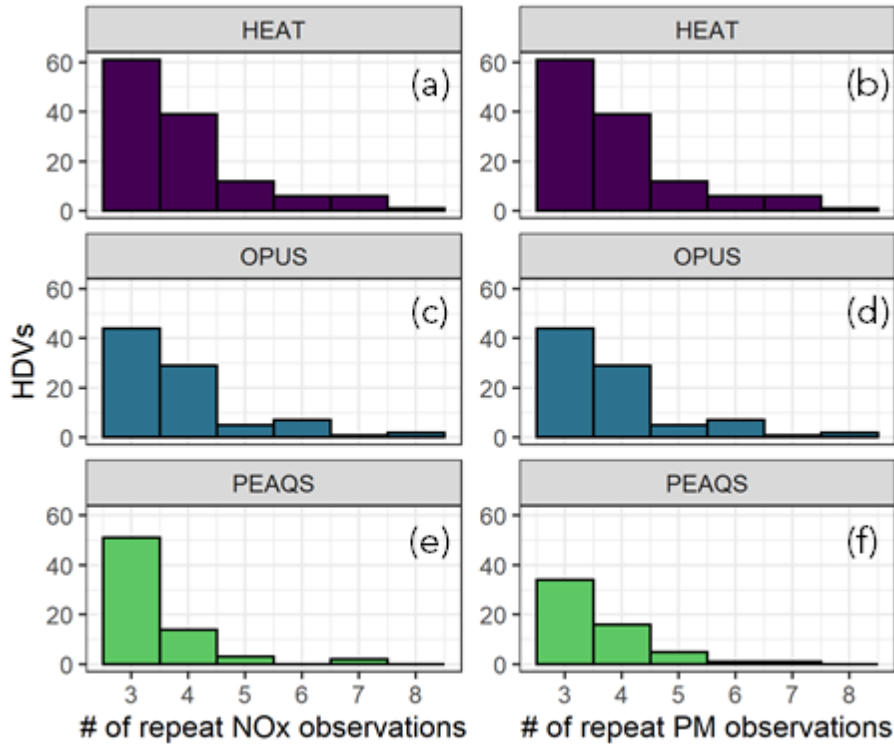 HEAT
HEAT
60
40
20
0
(a)
60
40
20
0
(b)
OPUS
OPUS
60
40
20
0
(c)
60
40
20
0
(d)
HDVs
PEAQS
PEAQS
60
40
20
0
(e)
60
40
20
0
(f)
3 4 5 6 7 8
3 4 5 6 7 8
# of repeat NOx observations
# of repeat PM observations